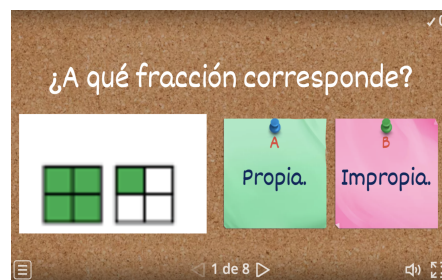 ¿A qué fracción corresponde?
A
Propia.
B
Impropia.
1 de 8